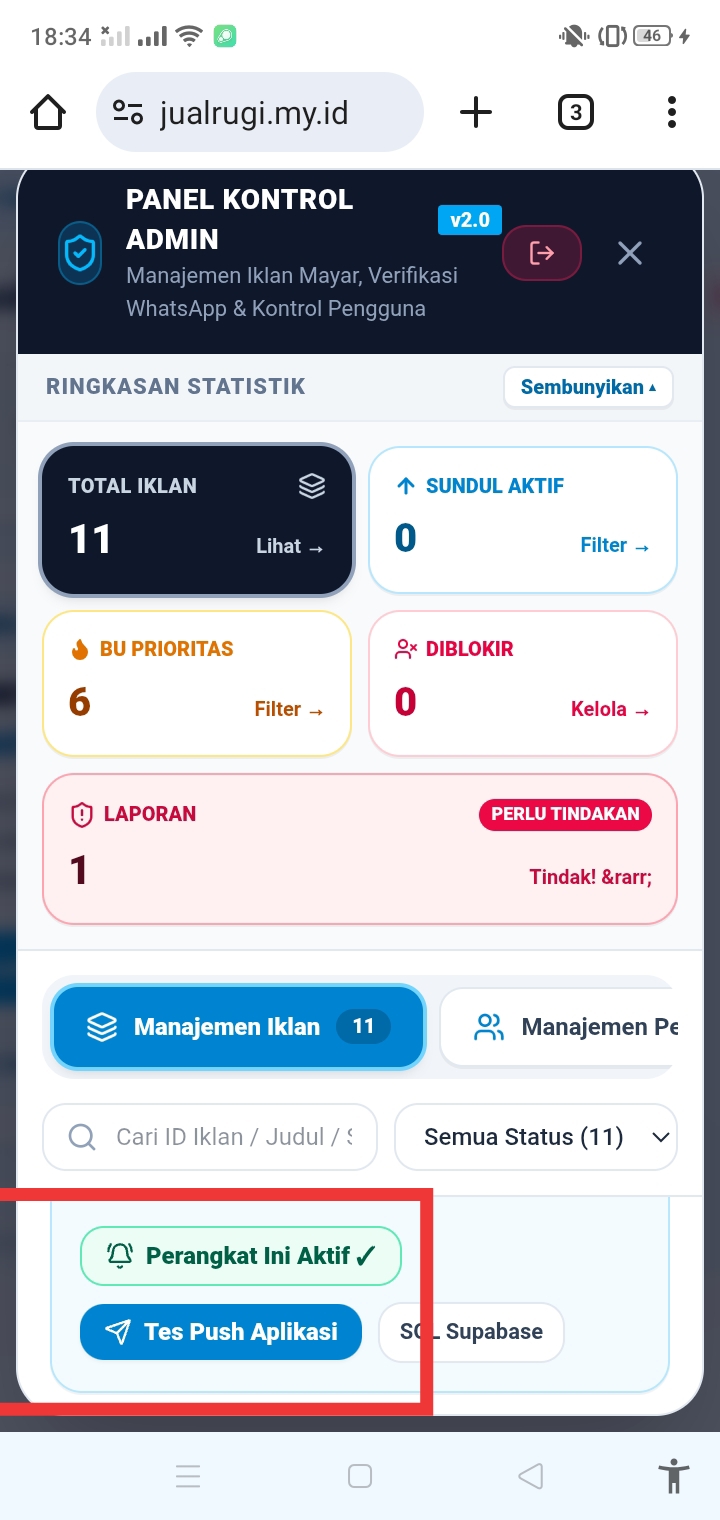 18:34
46
jualrugi.my.id
3
PANEL KONTROL
ADMIN
v2.0
Manajemen Iklan Mayar, Verifikasi
WhatsApp & Kontrol Pengguna
RINGKASAN STATISTIK
Sembunyikan ▲
TOTAL IKLAN
11
Lihat →
SUNDUL AKTIF
0
Filter →
BU PRIORITAS
6
Filter →
DIBLOKIR
0
Kelola →
LAPORAN
PERLU TINDAKAN
1
Tindak! &rarr;
Manajemen Iklan 11
Manajemen Pe
Cari ID Iklan / Judul / S
Semua Status (11)
Perangkat Ini Aktif ✓
Tes Push Aplikasi
SQL Supabase